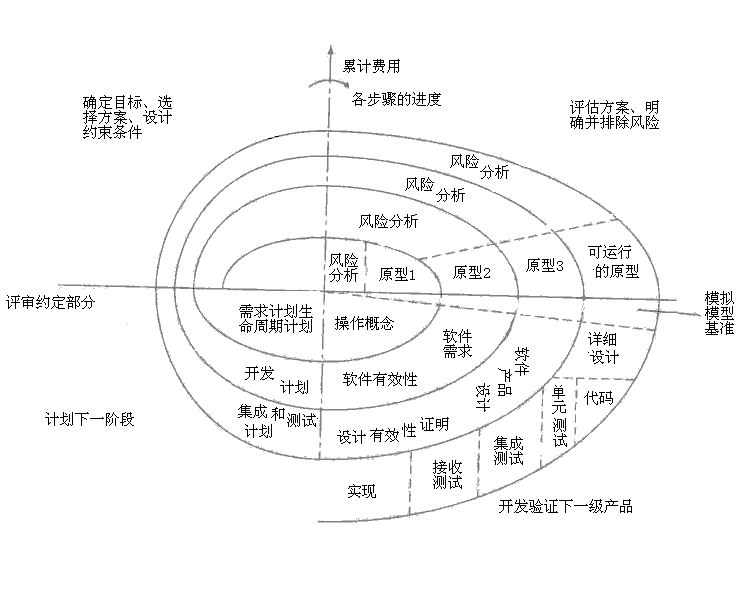 累计费用
各步骤的进度
确定目标、选
择方案、设计
约束条件
评估方案、明
确并排除风险
风险
分析
风险
分析
风险分析
风险
分析
原型1
原型2
原型3
可运行
的原型
评审约定部分
模拟
模型
基准
需求计划生
命周期计划
操作概念
软件
需求
软件
产品
设计
详细
设计
开发
计划
软件有效性
单元
测试
代码
集成和测试
计划
设计有效性证明
集成
测试
接收
测试
实现
计划下一阶段
开发验证下一级产品